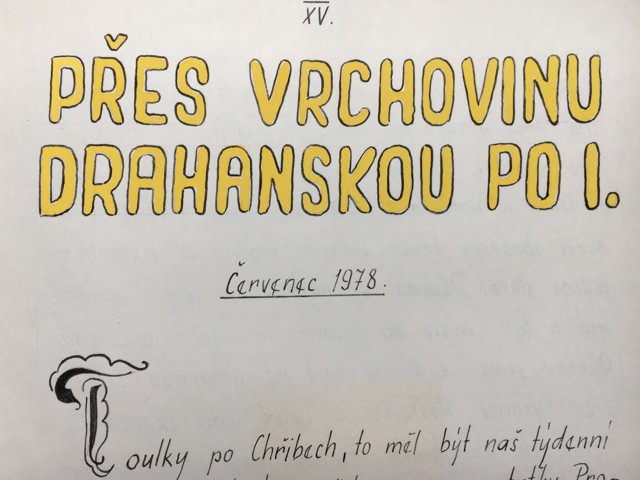 XV.
PŘES VRCHOVINU
DRAHANSKOU PO I.
Červenec 1978.
Toulky po Chřibech, to měl být náš týdenní